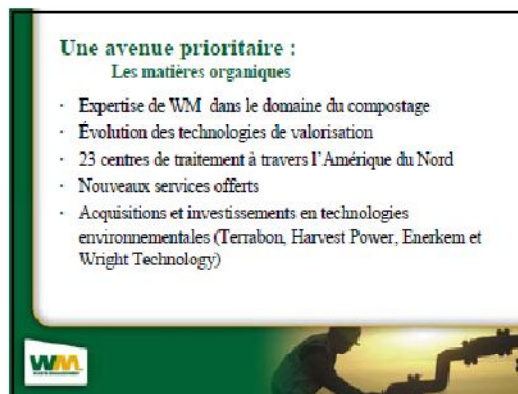 Une avenue prioritaire :
Les matières organiques
· Expertise de WM dans le domaine du compostage
· Évolution des technologies de valorisation
· 23 centres de traitement à travers l'Amérique du Nord
· Nouveaux services offerts
· Acquisitions et investissements en technologies
environnementales (Terrabon, Harvest Power, Enerkem et
Wright Technology)
WM
WASTE MANAGEMENT